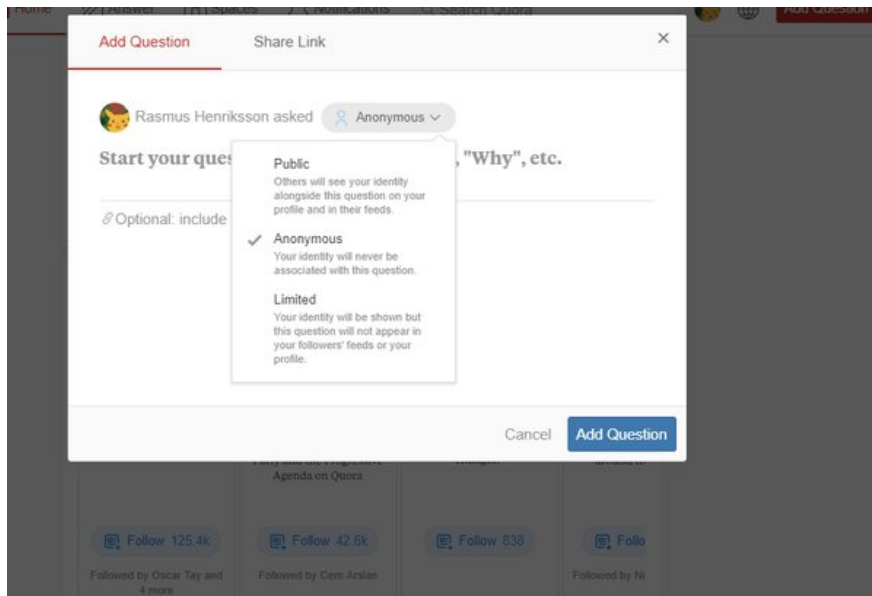 Home Answer Spaces Notifications Search Quora Add Question
Add Question Share Link ×
Rasmus Henriksson asked Anonymous
Start your ques , "Why", etc.
Public
Others will see your identity
alongside this question on your
profile and in their feeds.
Optional: include
Anonymous
Your identity will never be
associated with this question.
Limited
Your identity will be shown but
this question will not appear in
your followers' feeds or your
profile.
Cancel Add Question
Party and the Progressive
Agenda on Quora
Follow 125.4k Follow 42.6k Follow 838 Follo
Followed by Oscar Tay and Followed by Cem Arslan Followed by Ni
4 more